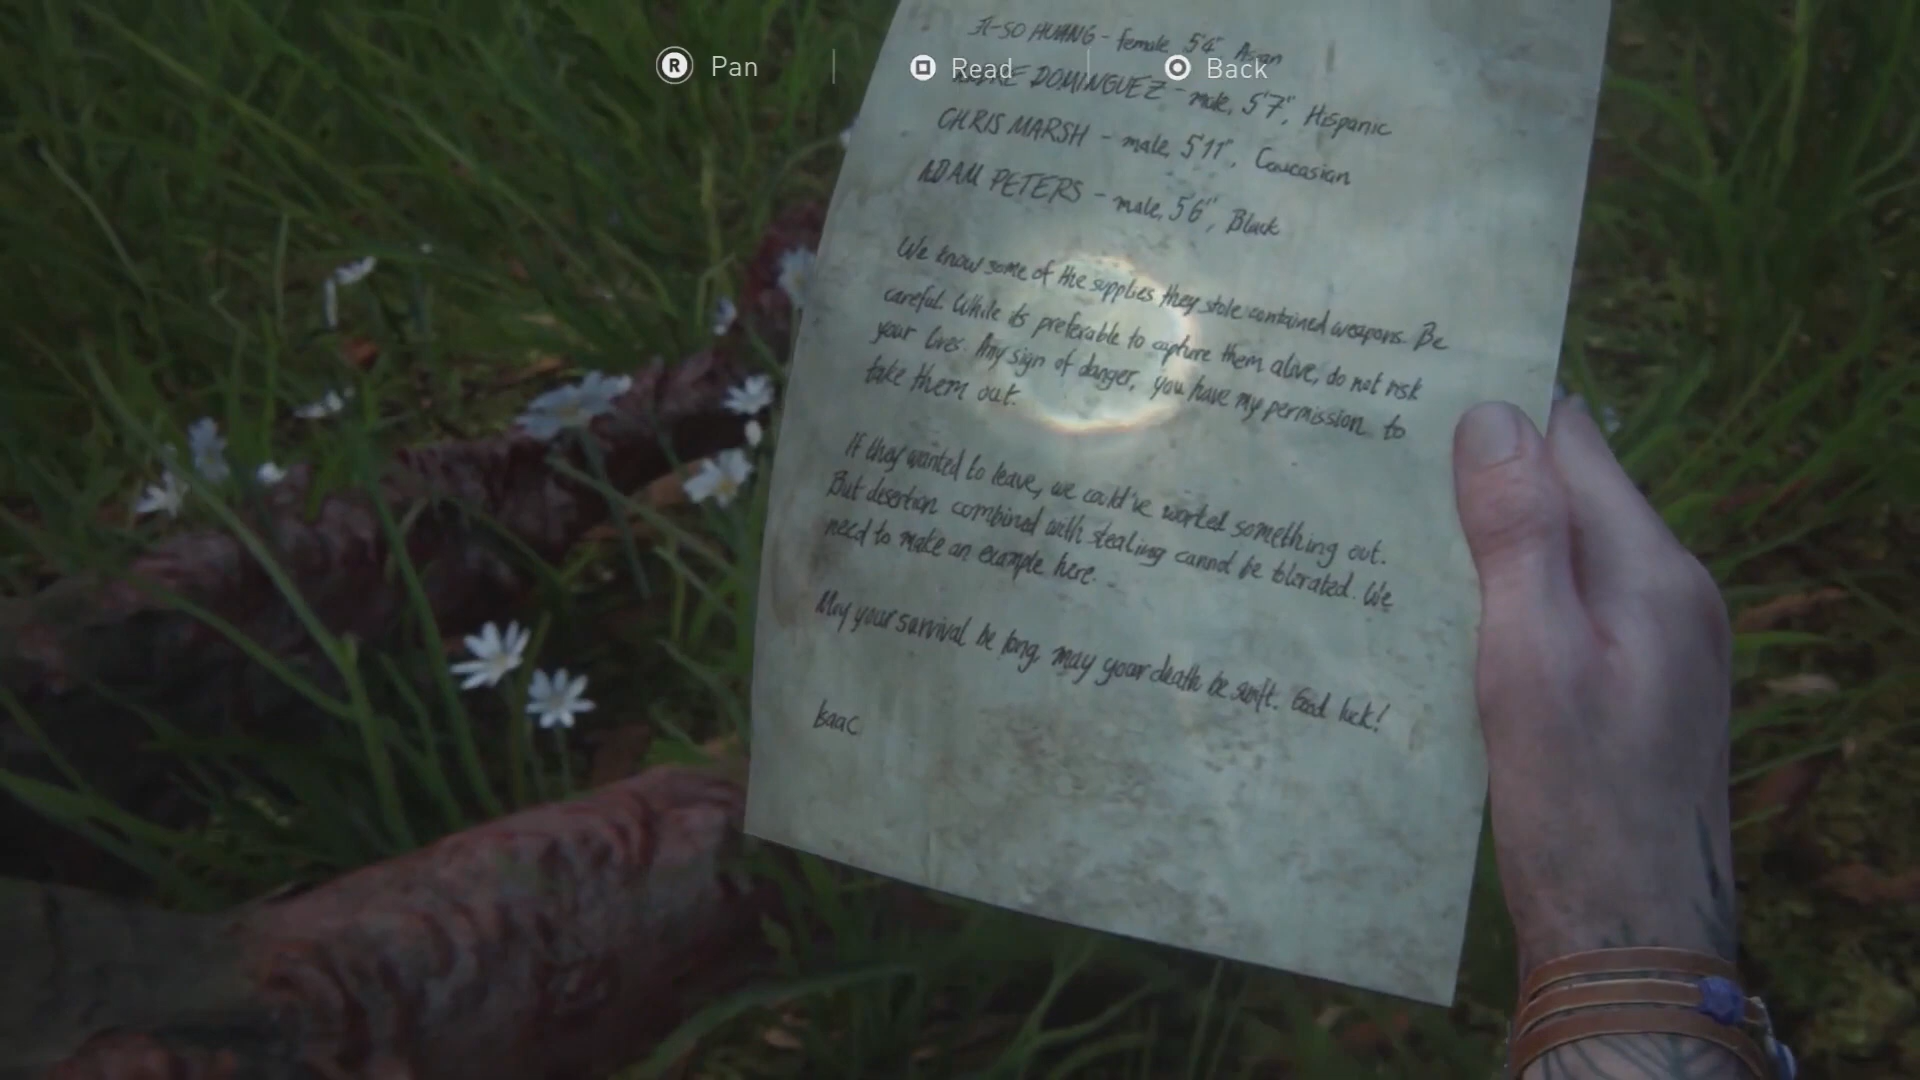 Pan
Read
Back
JI-SO HUANG - female, 5'4", Asian
DOMINGUEZ - male, 5'7", Hispanic
CHRIS MARSH - male, 5'11", Caucasian
ADAM PETERS - male, 5'6", Black
We know some of the supplies they stole contained weapons. Be
careful. While its preferable to capture them alive, do not risk
your lives. Any sign of danger, you have my permission to
take them out.
If they wanted to leave, we could've worked something out.
But desertion combined with stealing cannot be tolerated. We
need to make an example here.
May your survival be long, may your death be swift. Good luck!
Isaac